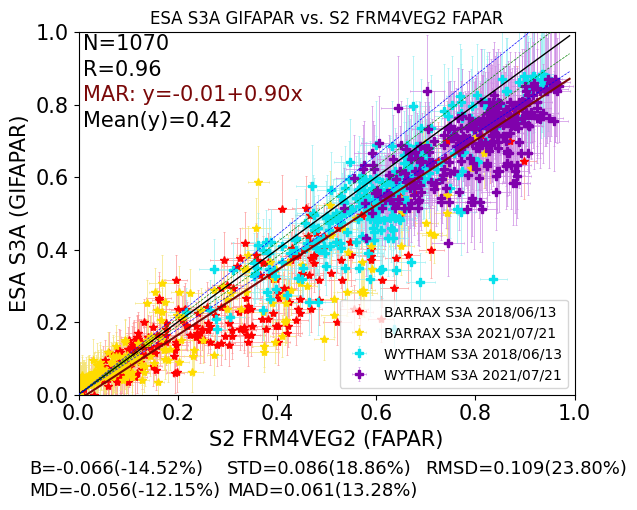 ESA S3A GIFAPAR vs. S2 FRM4VEG2 FAPAR
N=1070
R=0.96
MAR: y=-0.01+0.90x
Mean(y)=0.42
1.0
0.8
0.6
0.4
0.2
0.0
ESA S3A (GIFAPAR)
BARRAX S3A 2018/06/13
BARRAX S3A 2021/07/21
WYTHAM S3A 2018/06/13
WYTHAM S3A 2021/07/21
0.0 0.2 0.4 0.6 0.8 1.0
S2 FRM4VEG2 (FAPAR)
B=-0.066(-14.52%) STD=0.086(18.86%) RMSD=0.109(23.80%)
MD=-0.056(-12.15%) MAD=0.061(13.28%)